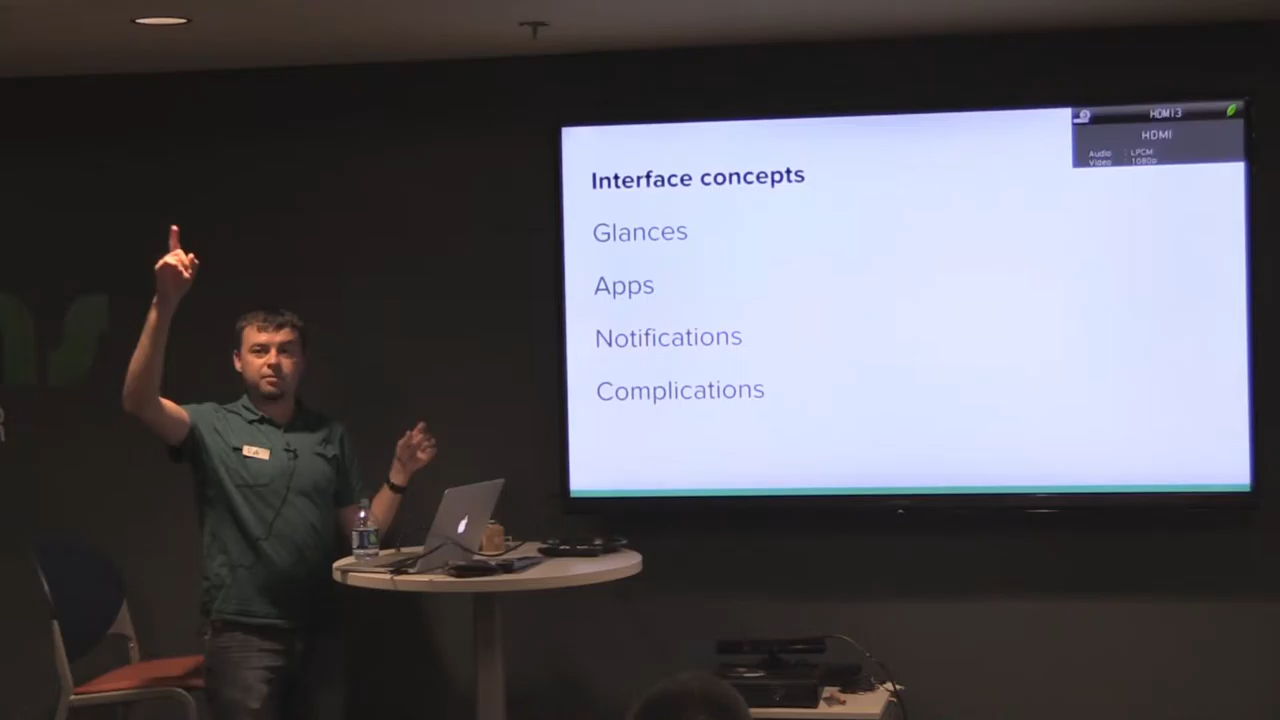 HDMI3
HDMI
Audio : LPCM
Video : 1080p
Interface concepts
Glances
Apps
Notifications
Complications